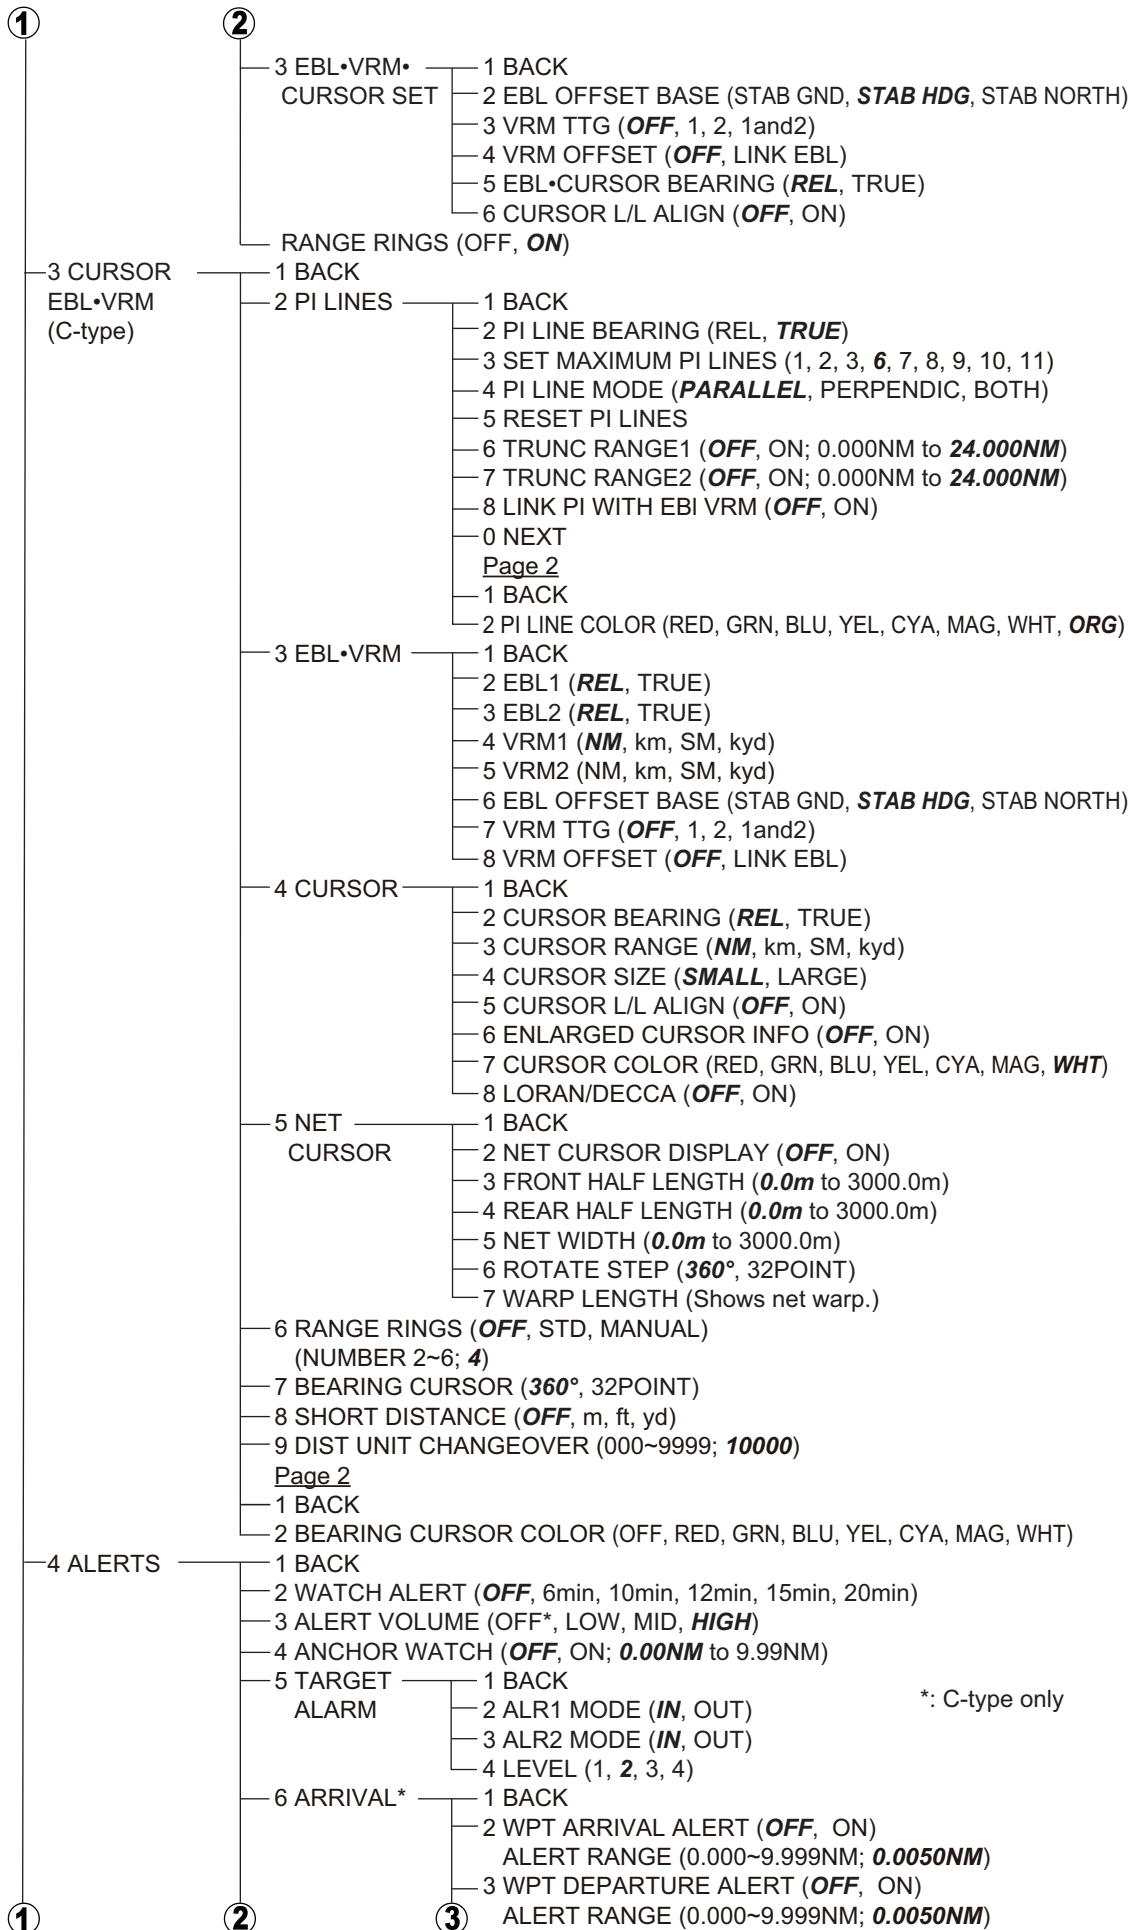 ① ②
3 EBL•VRM• 1 BACK
CURSOR SET 2 EBL OFFSET BASE (STAB GND, STAB HDG, STAB NORTH)
3 VRM TTG (OFF, 1, 2, 1and2)
4 VRM OFFSET (OFF, LINK EBL)
5 EBL•CURSOR BEARING (REL, TRUE)
6 CURSOR L/L ALIGN (OFF, ON)
RANGE RINGS (OFF, ON)
3 CURSOR 1 BACK
EBL•VRM 2 PI LINES 1 BACK
(C-type) 2 PI LINE BEARING (REL, TRUE)
3 SET MAXIMUM PI LINES (1, 2, 3, 6, 7, 8, 9, 10, 11)
4 PI LINE MODE (PARALLEL, PERPENDIC, BOTH)
5 RESET PI LINES
6 TRUNC RANGE1 (OFF, ON; 0.000NM to 24.000NM)
7 TRUNC RANGE2 (OFF, ON; 0.000NM to 24.000NM)
8 LINK PI WITH EBl VRM (OFF, ON)
0 NEXT
Page 2
1 BACK
2 PI LINE COLOR (RED, GRN, BLU, YEL, CYA, MAG, WHT, ORG)
3 EBL•VRM 1 BACK
2 EBL1 (REL, TRUE)
3 EBL2 (REL, TRUE)
4 VRM1 (NM, km, SM, kyd)
5 VRM2 (NM, km, SM, kyd)
6 EBL OFFSET BASE (STAB GND, STAB HDG, STAB NORTH)
7 VRM TTG (OFF, 1, 2, 1and2)
8 VRM OFFSET (OFF, LINK EBL)
4 CURSOR 1 BACK
2 CURSOR BEARING (REL, TRUE)
3 CURSOR RANGE (NM, km, SM, kyd)
4 CURSOR SIZE (SMALL, LARGE)
5 CURSOR L/L ALIGN (OFF, ON)
6 ENLARGED CURSOR INFO (OFF, ON)
7 CURSOR COLOR (RED, GRN, BLU, YEL, CYA, MAG, WHT)
8 LORAN/DECCA (OFF, ON)
5 NET 1 BACK
CURSOR 2 NET CURSOR DISPLAY (OFF, ON)
3 FRONT HALF LENGTH (0.0m to 3000.0m)
4 REAR HALF LENGTH (0.0m to 3000.0m)
5 NET WIDTH (0.0m to 3000.0m)
6 ROTATE STEP (360°, 32POINT)
7 WARP LENGTH (Shows net warp.)
6 RANGE RINGS (OFF, STD, MANUAL)
(NUMBER 2~6; 4)
7 BEARING CURSOR (360°, 32POINT)
8 SHORT DISTANCE (OFF, m, ft, yd)
9 DIST UNIT CHANGEOVER (000~9999; 10000)
Page 2
1 BACK
2 BEARING CURSOR COLOR (OFF, RED, GRN, BLU, YEL, CYA, MAG, WHT)
4 ALERTS 1 BACK
2 WATCH ALERT (OFF, 6min, 10min, 12min, 15min, 20min)
3 ALERT VOLUME (OFF*, LOW, MID, HIGH)
4 ANCHOR WATCH (OFF, ON; 0.00NM to 9.99NM)
5 TARGET 1 BACK
ALARM 2 ALR1 MODE (IN, OUT) *: C-type only
3 ALR2 MODE (IN, OUT)
4 LEVEL (1, 2, 3, 4)
6 ARRIVAL* 1 BACK
2 WPT ARRIVAL ALERT (OFF, ON)
ALERT RANGE (0.000~9.999NM; 0.0050NM)
3 WPT DEPARTURE ALERT (OFF, ON)
① ② ③ ALERT RANGE (0.000~9.999NM; 0.0050NM)